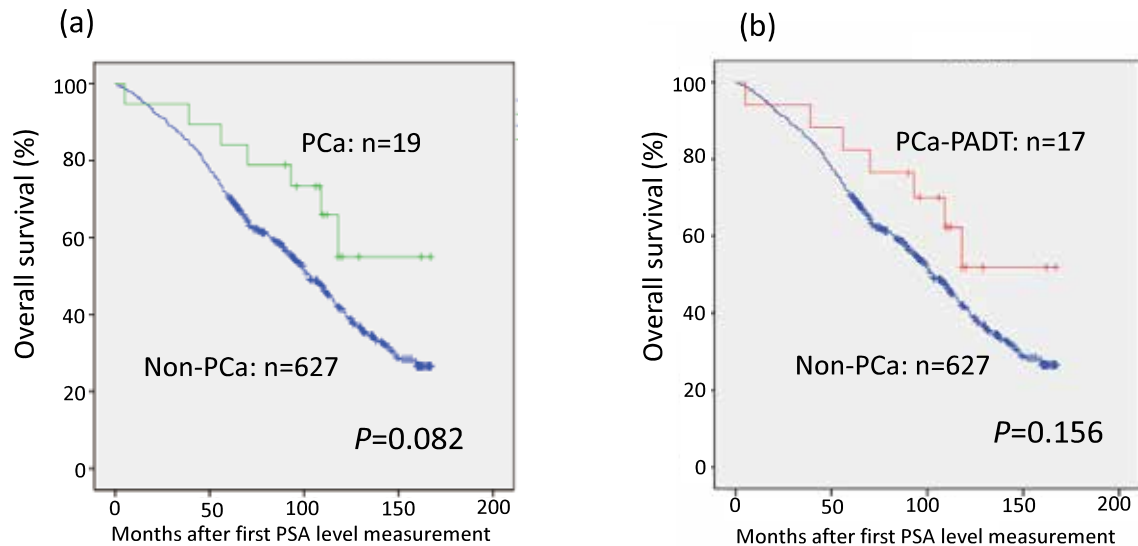 (a)
100
80
60
40
20
0
Overall survival (%)
PCa: n=19
Non-PCa: n=627
P=0.082
0 50 100 150 200
Months after first PSA level measurement
(b)
100
80
60
40
20
0
Overall survival (%)
PCa-PADT: n=17
Non-PCa: n=627
P=0.156
0 50 100 150 200
Months after first PSA level measurement